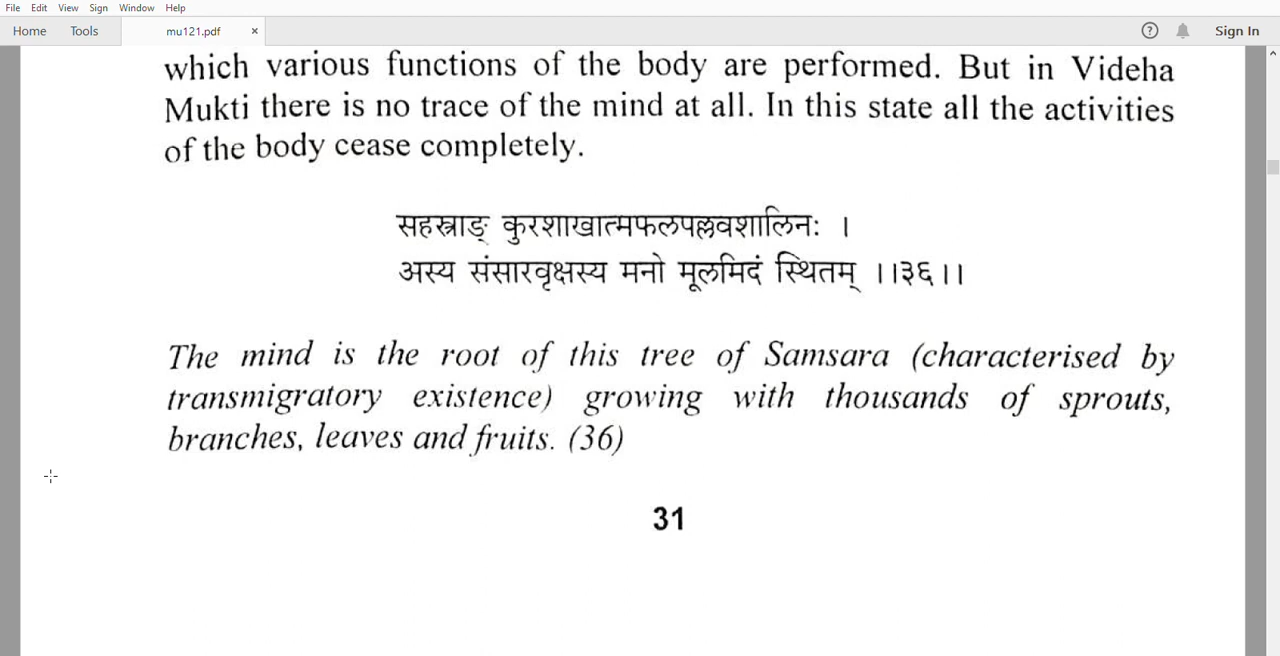 File Edit View Sign Window Help
Home Tools mu121.pdf × ? Sign In
which various functions of the body are performed. But in Videha
Mukti there is no trace of the mind at all. In this state all the activities
of the body cease completely.
सहस्राङ् कुरशाखात्मफलपल्लवशालिनः ।
अस्य संसारवृक्षस्य मनो मूलमिदं स्थितम् ।।३६।।
The mind is the root of this tree of Samsara (characterised by
transmigratory existence) growing with thousands of sprouts,
branches, leaves and fruits. (36)
31